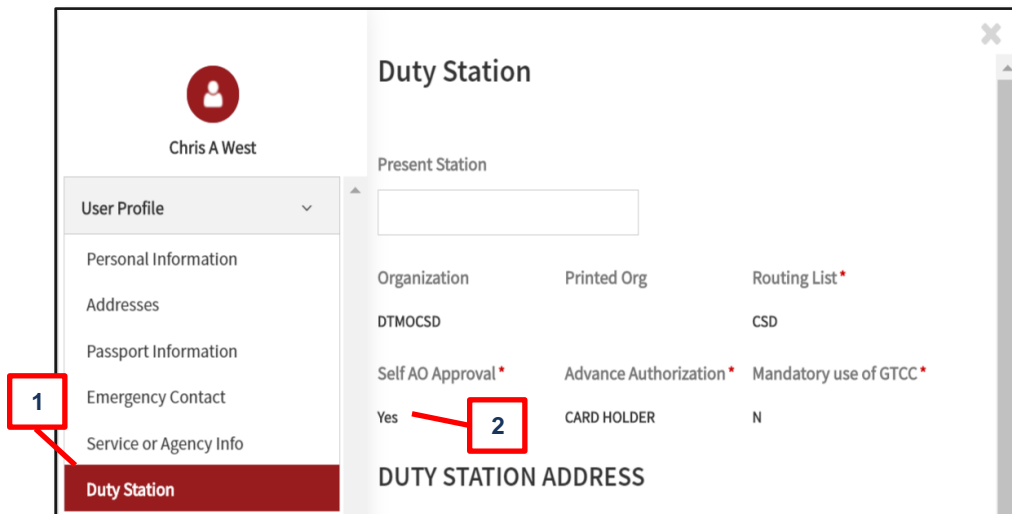 Chris A West
User Profile
Personal Information
Addresses
Passport Information
Emergency Contact
Service or Agency Info
Duty Station
1
Duty Station
Present Station
Organization Printed Org Routing List *
DTMOCSD CSD
Self AO Approval * Advance Authorization * Mandatory use of GTCC *
Yes CARD HOLDER N
2
DUTY STATION ADDRESS